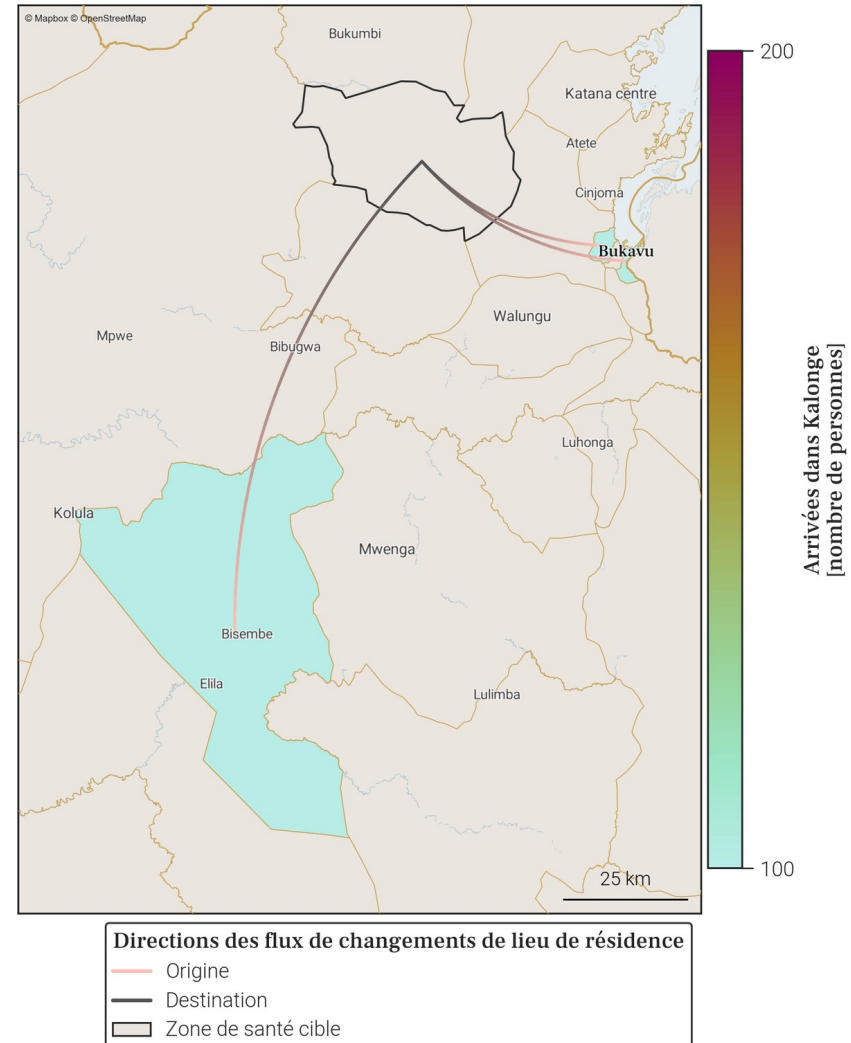 © Mapbox © OpenStreetMap
Bukumbi
200
Katana centre
Atete
Cinjoma
Bukavu
Walungu
Mpwe
Bibugwa
Luhonga
Kolula
Mwenga
Bisembe
Elila
Lulimba
25 km
100
Arrivées dans Kalonge
[nombre de personnes]
Directions des flux de changements de lieu de résidence
Origine
Destination
Zone de santé cible